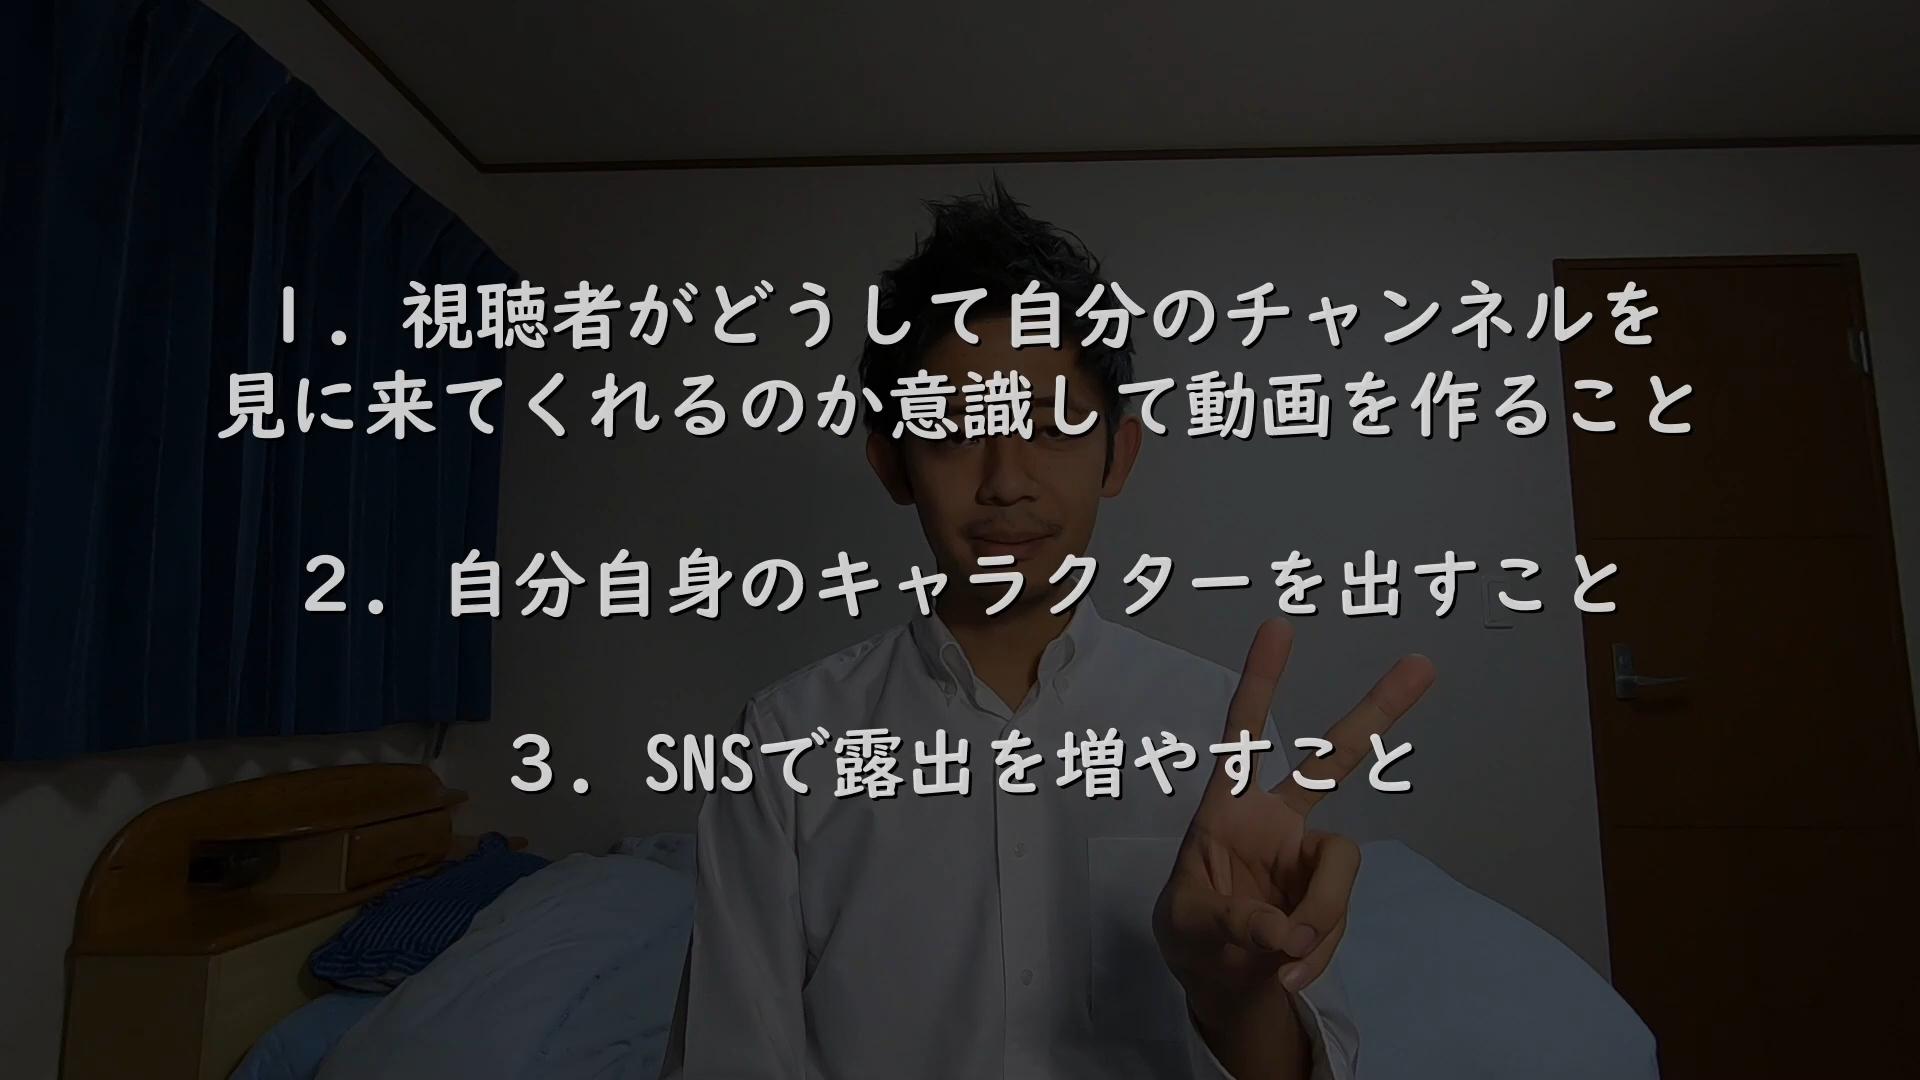 1．視聴者がどうして自分のチャンネルを
見に来てくれるのか意識して動画を作ること
2．自分自身のキャラクターを出すこと
3．SNSで露出を増やすこと